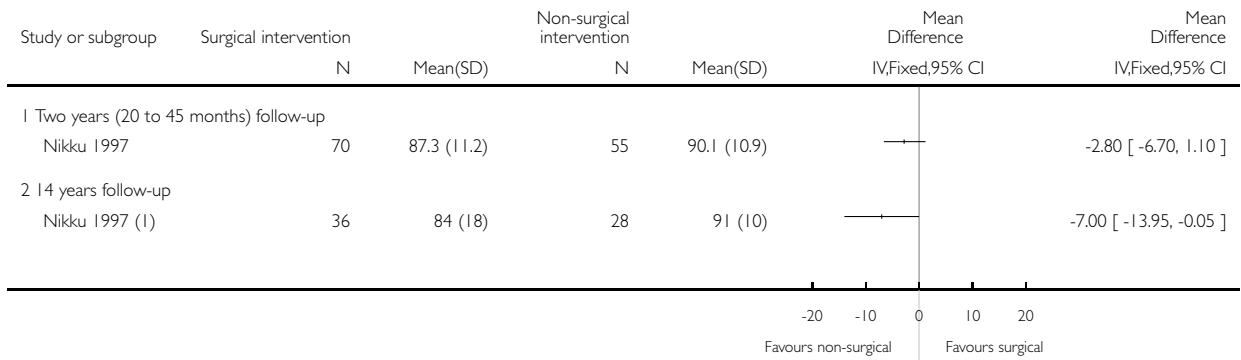 Study or subgroup Surgical intervention Non-surgical intervention Mean Difference Mean Difference
N Mean(SD) N Mean(SD) IV,Fixed,95% CI IV,Fixed,95% CI
1 Two years (20 to 45 months) follow-up
Nikku 1997 70 87.3 (11.2) 55 90.1 (10.9) -2.80 [ -6.70, 1.10 ]
2 14 years follow-up
Nikku 1997 (1) 36 84 (18) 28 91 (10) -7.00 [ -13.95, -0.05 ]
-20 -10 0 10 20
Favours non-surgical Favours surgical